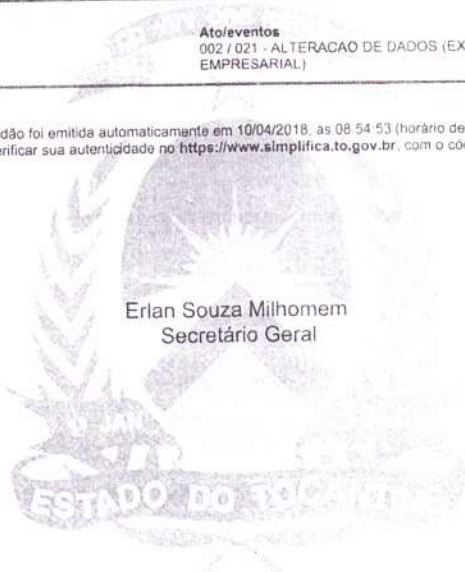 Ato/eventos
002 / 021 - ALTERACAO DE DADOS (EX
EMPRESARIAL)
dão foi emitida automaticamente em 10/04/2018, às 08:54:53 (horário de
erificar sua autenticidade no https://www.simplifica.to.gov.br, com o có
Erlan Souza Milhomem
Secretário Geral
ESTADO DO TOCANTINS